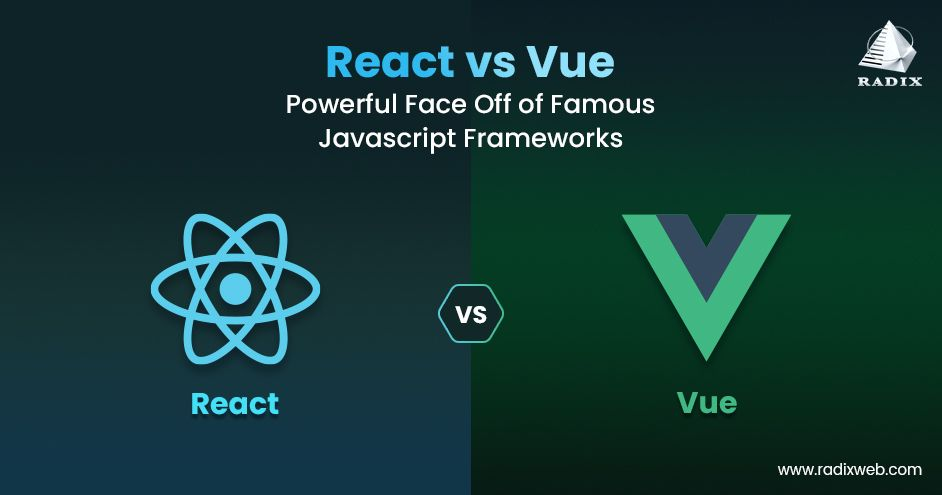 React vs Vue
RADIX
Powerful Face Off of Famous
Javascript Frameworks
VS
React
Vue
www.radixweb.com